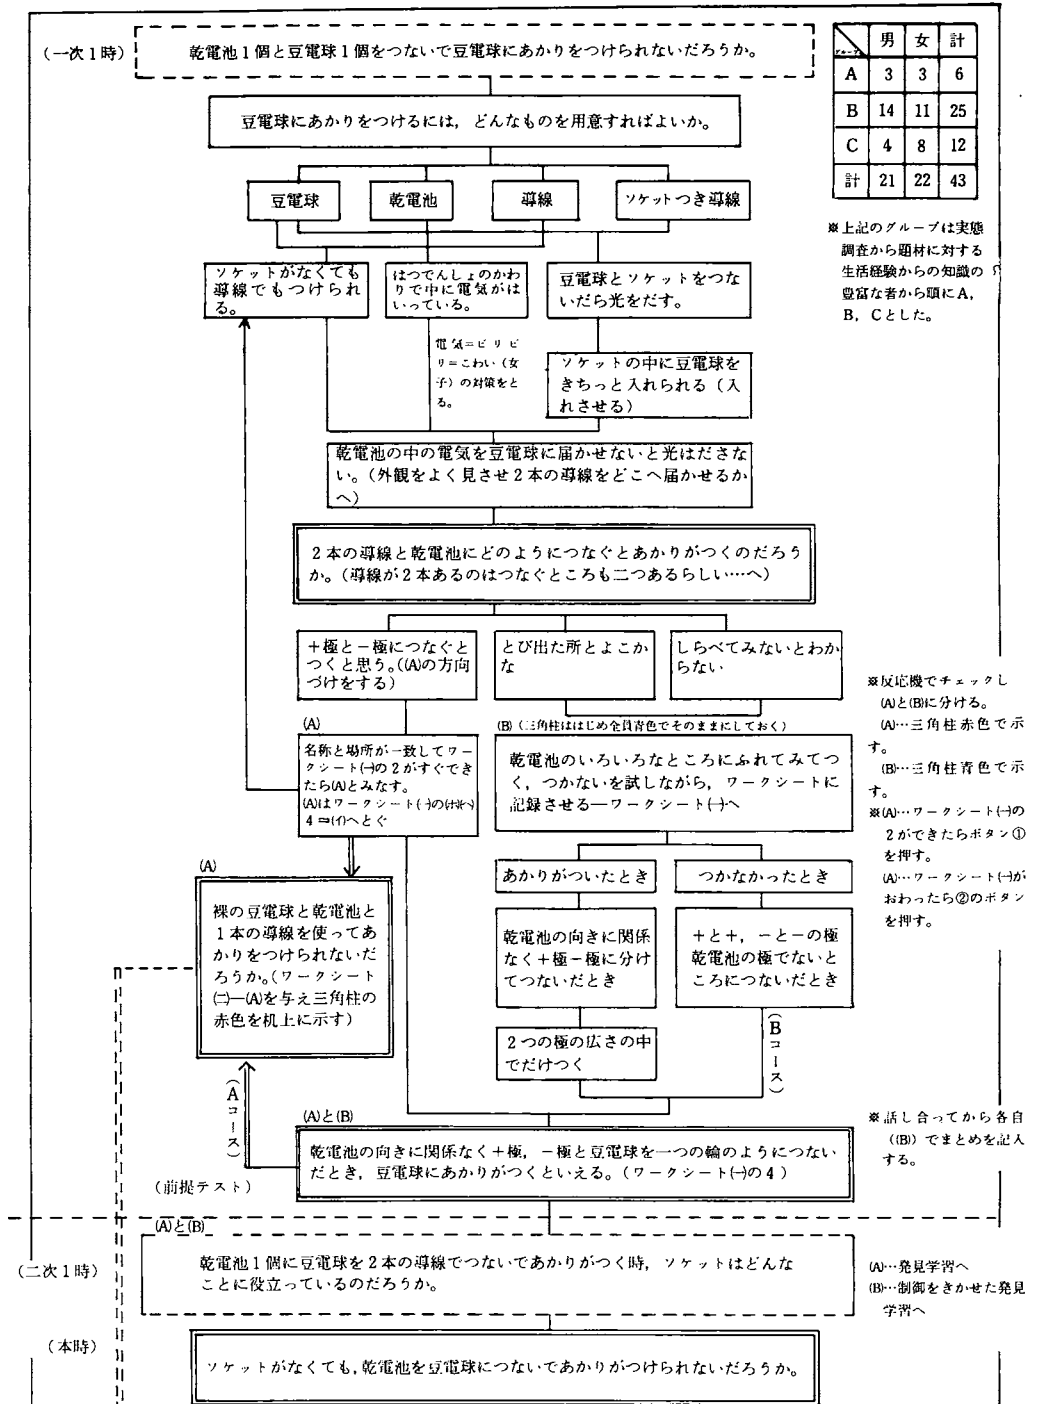 (一次1時)
乾電池1個と豆電球1個をつないで豆電球にあかりをつけられないだろうか。
グループ 男 女 計
A 3 3 6
B 14 11 25
C 4 8 12
計 21 22 43
※上記のグループは実態
調査から題材に対する
生活経験からの知識の
豊富な者から順にA,
B, Cとした。
豆電球にあかりをつけるには, どんなものを用意すればよいか。
豆電球
乾電池
導線
ソケットつき導線
ソケットがなくても
導線でもつけられ
る。
はつでんしょのかわ
りで中に電気がは
いっている。
豆電球とソケットをつな
いだら光をだす。
電気=ビリビ
リ=こわい(女
子)の対策をと
る。
ソケットの中に豆電球を
きちっと入れられる(入
れさせる)
乾電池の中の電気を豆電球に届かせないと光はださな
い。(外観をよく見させ2本の導線をどこへ届かせるか
へ)
2本の導線と乾電池にどのようにつなぐとあかりがつくのだろう
か。(導線が2本あるのはつなぐところも二つあるらしい…へ)
+極と-極につなぐと
つくと思う。((A)の方向
づけをする)
とび出た所とよこか
な
しらべてみないとわか
らない
※反応機でチェックし
(A)と(B)に分ける。
(A)…三角柱赤色で示
す。
(B)…三角柱青色で示
す。
※(A)…ワークシート㈠の
2ができたらボタン①
を押す。
(A)…ワークシート㈠が
おわったら②のボタン
を押す。
(A)
名称と場所が一致してワー
クシート㈠の2がすぐでき
たら(A)とみなす。
(A)はワークシート㈠の
4⇒(イ)へとぐ
(B)(三角柱ははじめ全員青色でそのままにしておく)
乾電池のいろいろなところにふれてみてつ
く, つかないを試しながら, ワークシートに
記録させる—ワークシート㈠へ
あかりがついたとき
つかなかったとき
乾電池の向きに関係
なく+極-極に分け
てつないだとき
+と+, -と-の極
乾電池の極でないと
ころにつないだとき
2つの極の広さの中
でだけつく
(Bコース)
(A)
裸の豆電球と乾電池と
1本の導線を使ってあ
かりをつけられないだ
ろうか。(ワークシート
㈡—(A)を与え三角柱の
赤色を机上に示す)
(Aコース)
(A)と(B)
乾電池の向きに関係なく+極, -極と豆電球を一つの輪のようにつない
だとき, 豆電球にあかりがつくといえる。(ワークシート㈠の4)
※話し合ってから各自
((B))でまとめを記入
する。
(前提テスト)
(A)と(B)
(二次1時)
乾電池1個に豆電球を2本の導線でつないであかりがつく時, ソケットはどんな
ことに役立っているのだろうか。
(A)…発見学習へ
(B)…制御をきかせた発見
学習へ
(本時)
ソケットがなくても, 乾電池を豆電球につないであかりがつけられないだろうか。